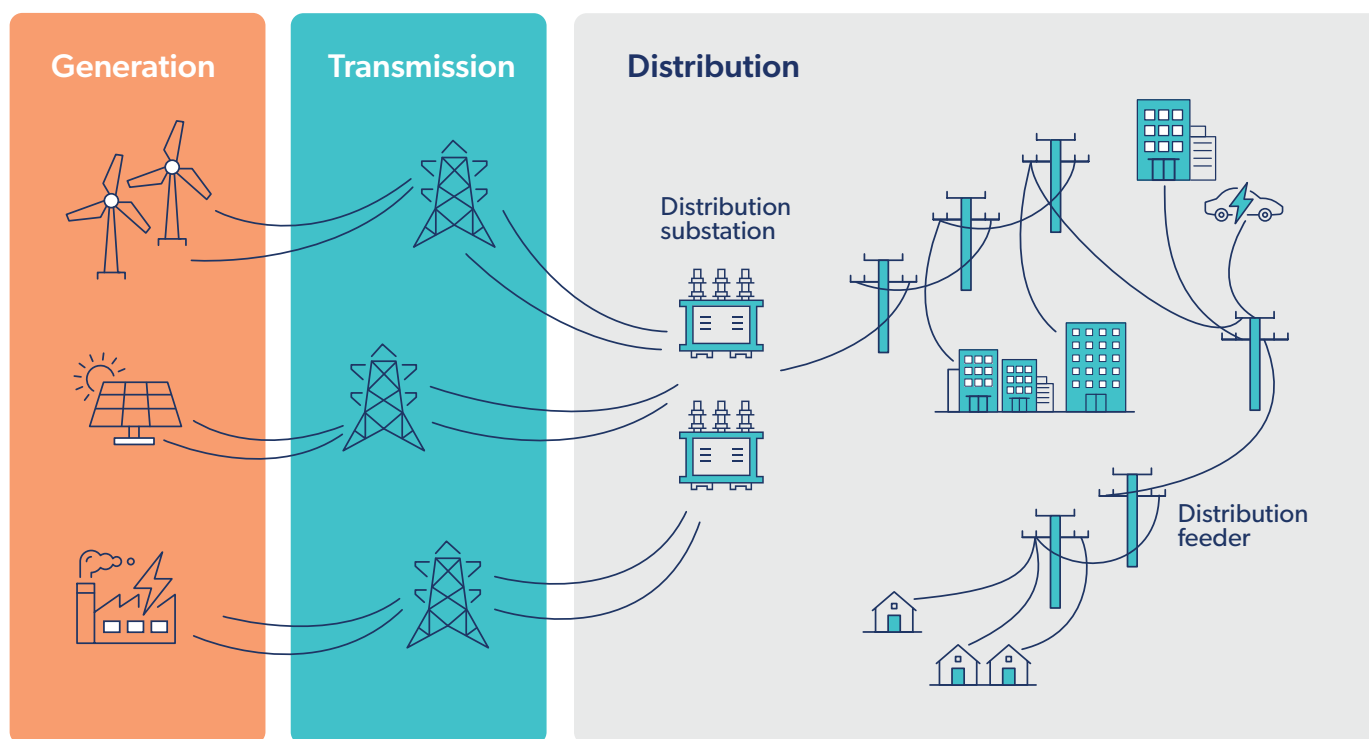 Generation
Transmission
Distribution
Distribution
substation
Distribution
feeder